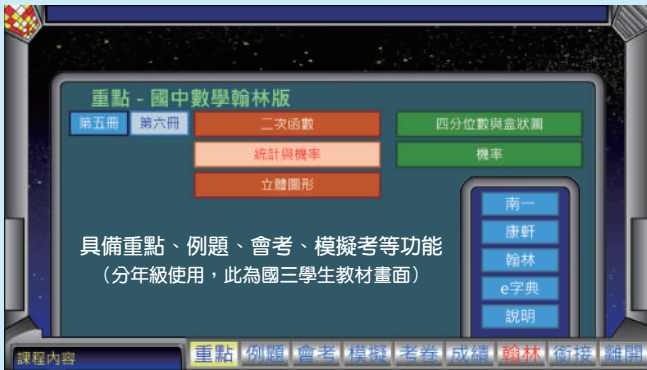 重點 - 國中數學翰林版
第五冊 第六冊 二次函數 四分位數與盒狀圖
統計與機率 機率
立體圖形
南一
康軒
翰林
e字典
說明
具備重點、例題、會考、模擬考等功能
（分年級使用，此為國三學生教材畫面）
課程內容 重點 例題 會考 模擬 考卷 成績 翰林 銜接 離開